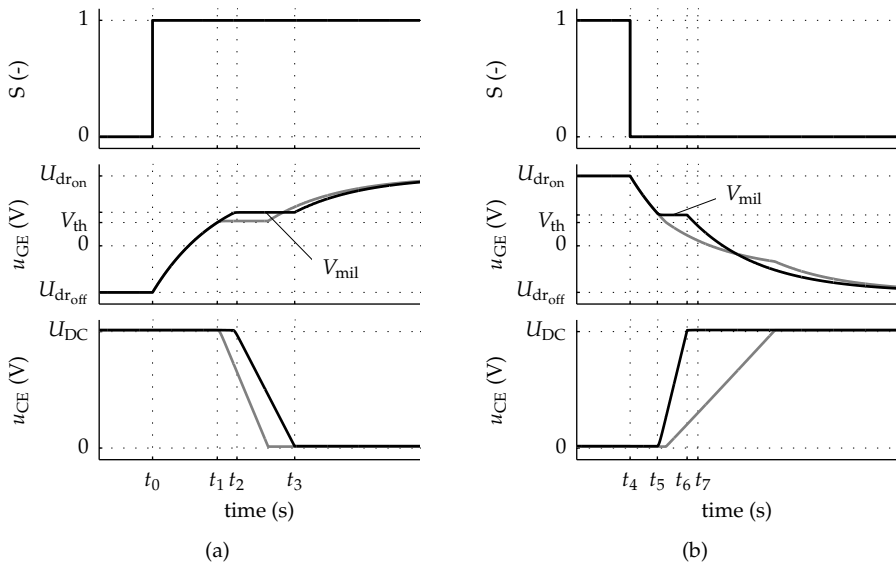 1
S (-)
0
U_dr_on
V_th
u_GE (V)
0
V_mil
U_dr_off
U_DC
u_CE (V)
0
t_0 t_1 t_2 t_3
time (s)
(a)
1
S (-)
0
U_dr_on
V_mil
V_th
u_GE (V)
0
U_dr_off
U_DC
u_CE (V)
0
t_4 t_5 t_6 t_7
time (s)
(b)